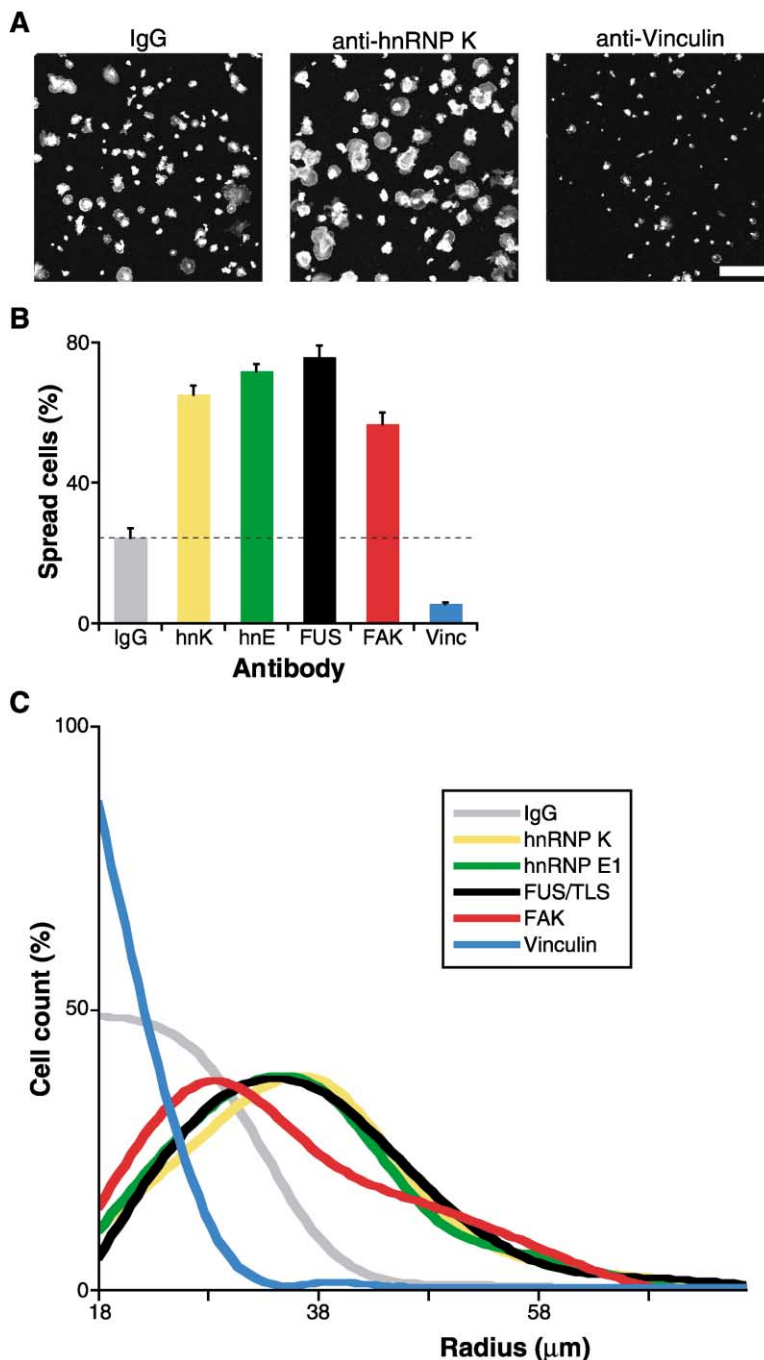 A
IgG
anti-hnRNP K
anti-Vinculin
B
80
40
0
Spread cells (%)
IgG
hnK
hnE
FUS
FAK
Vinc
Antibody
C
100
50
0
Cell count (%)
IgG
hnRNP K
hnRNP E1
FUS/TLS
FAK
Vinculin
18
38
58
Radius (μm)